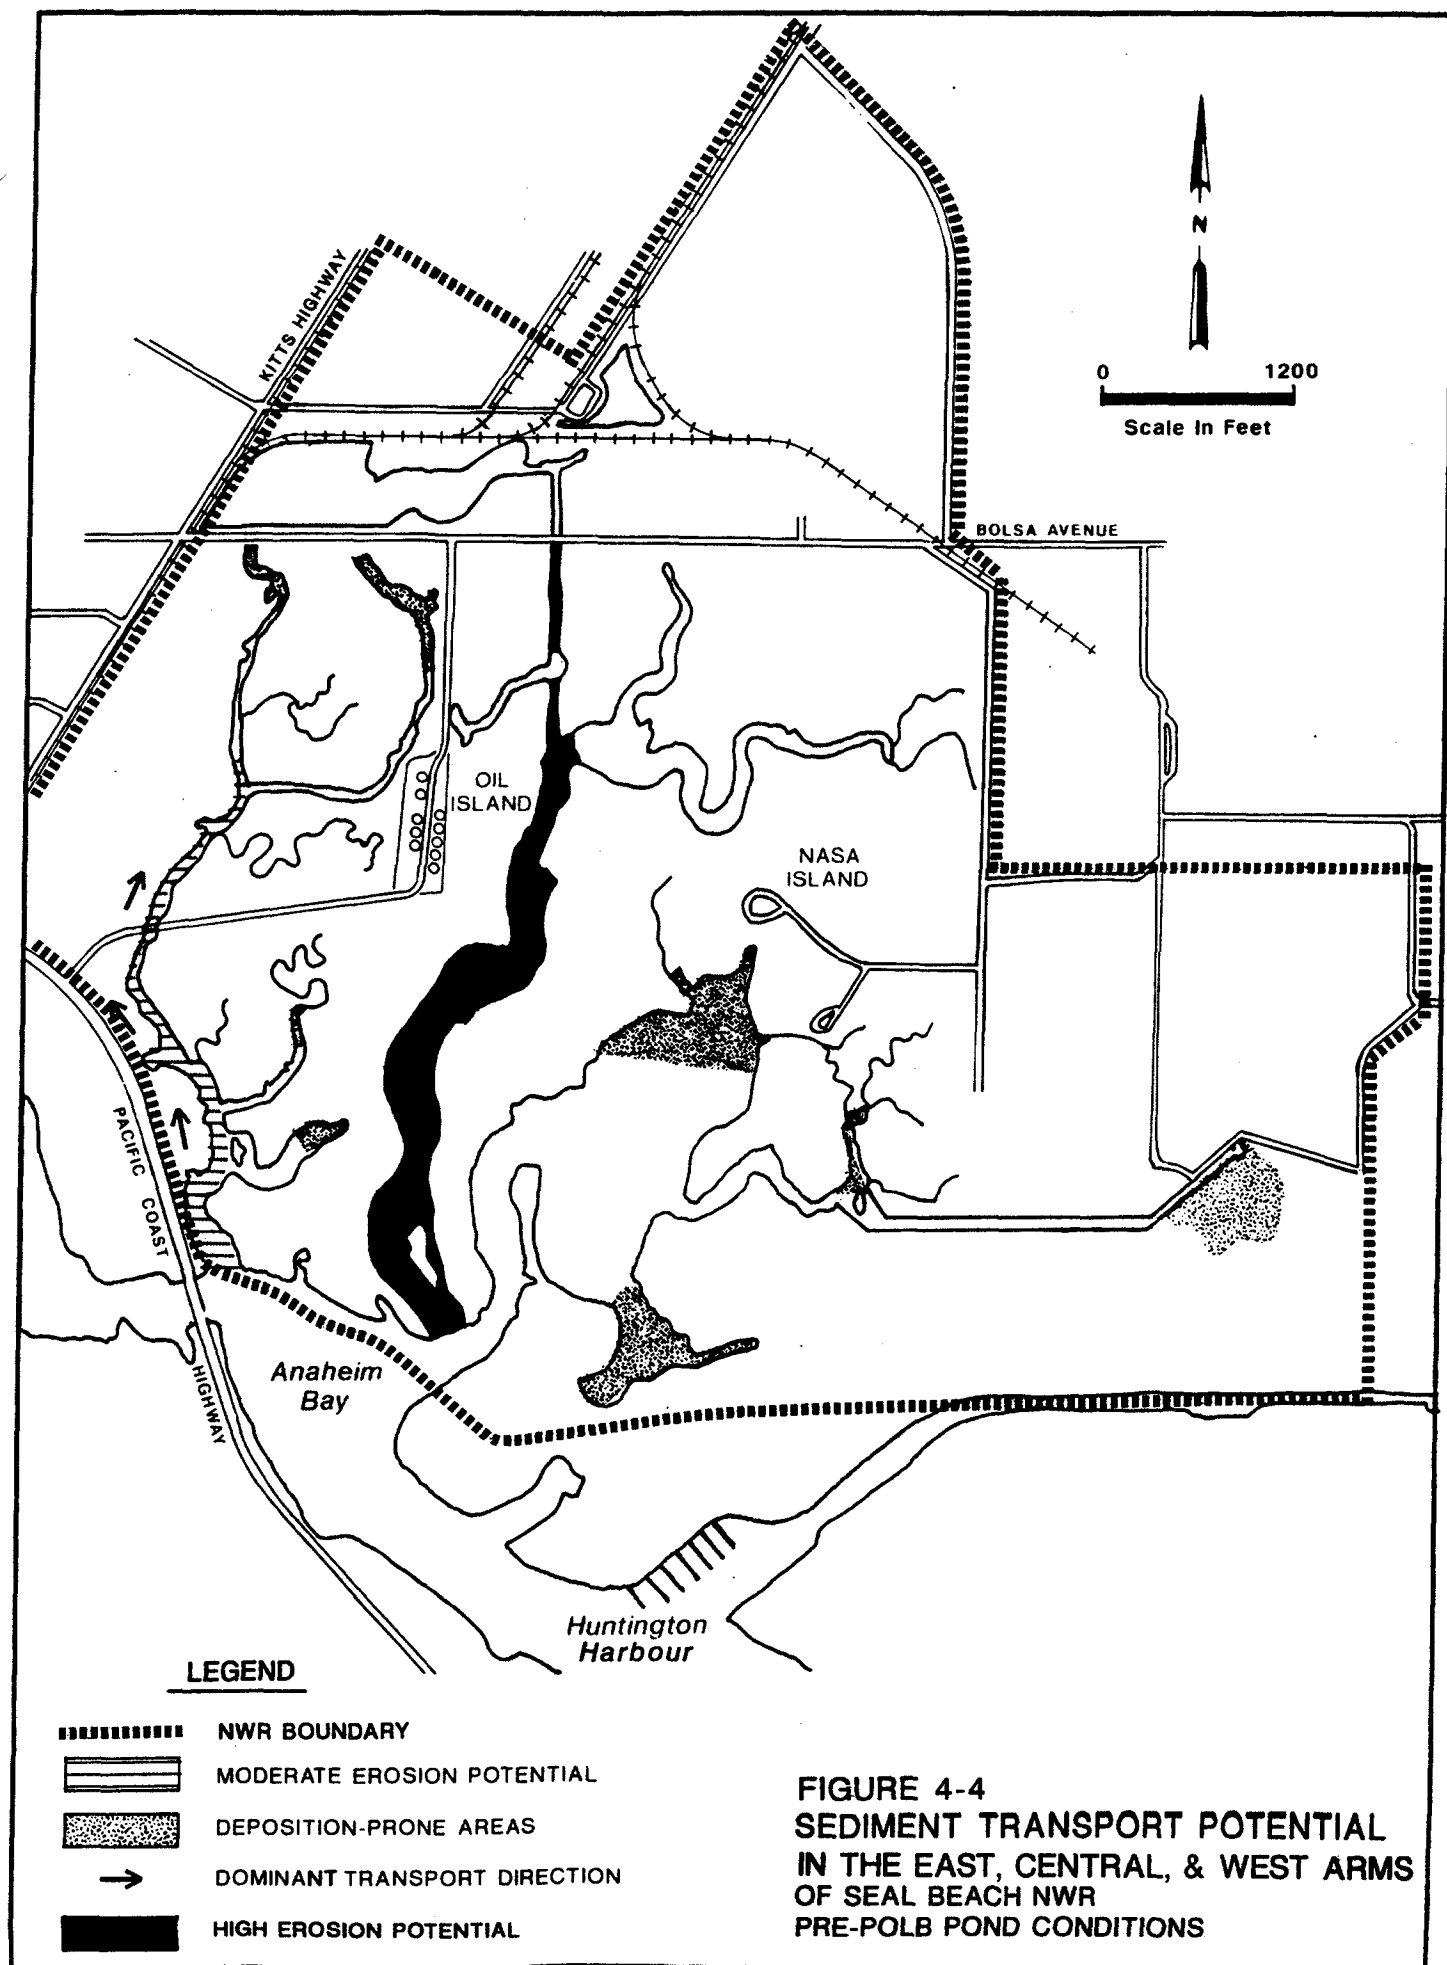 KITTS HIGHWAY
N
0 1200
Scale In Feet
BOLSA AVENUE
OIL
ISLAND
NASA
ISLAND
PACIFIC COAST
HIGHWAY
Anaheim
Bay
Huntington
Harbour
LEGEND
NWR BOUNDARY
MODERATE EROSION POTENTIAL
DEPOSITION-PRONE AREAS
DOMINANT TRANSPORT DIRECTION
HIGH EROSION POTENTIAL
FIGURE 4-4
SEDIMENT TRANSPORT POTENTIAL
IN THE EAST, CENTRAL, & WEST ARMS
OF SEAL BEACH NWR
PRE-POLB POND CONDITIONS